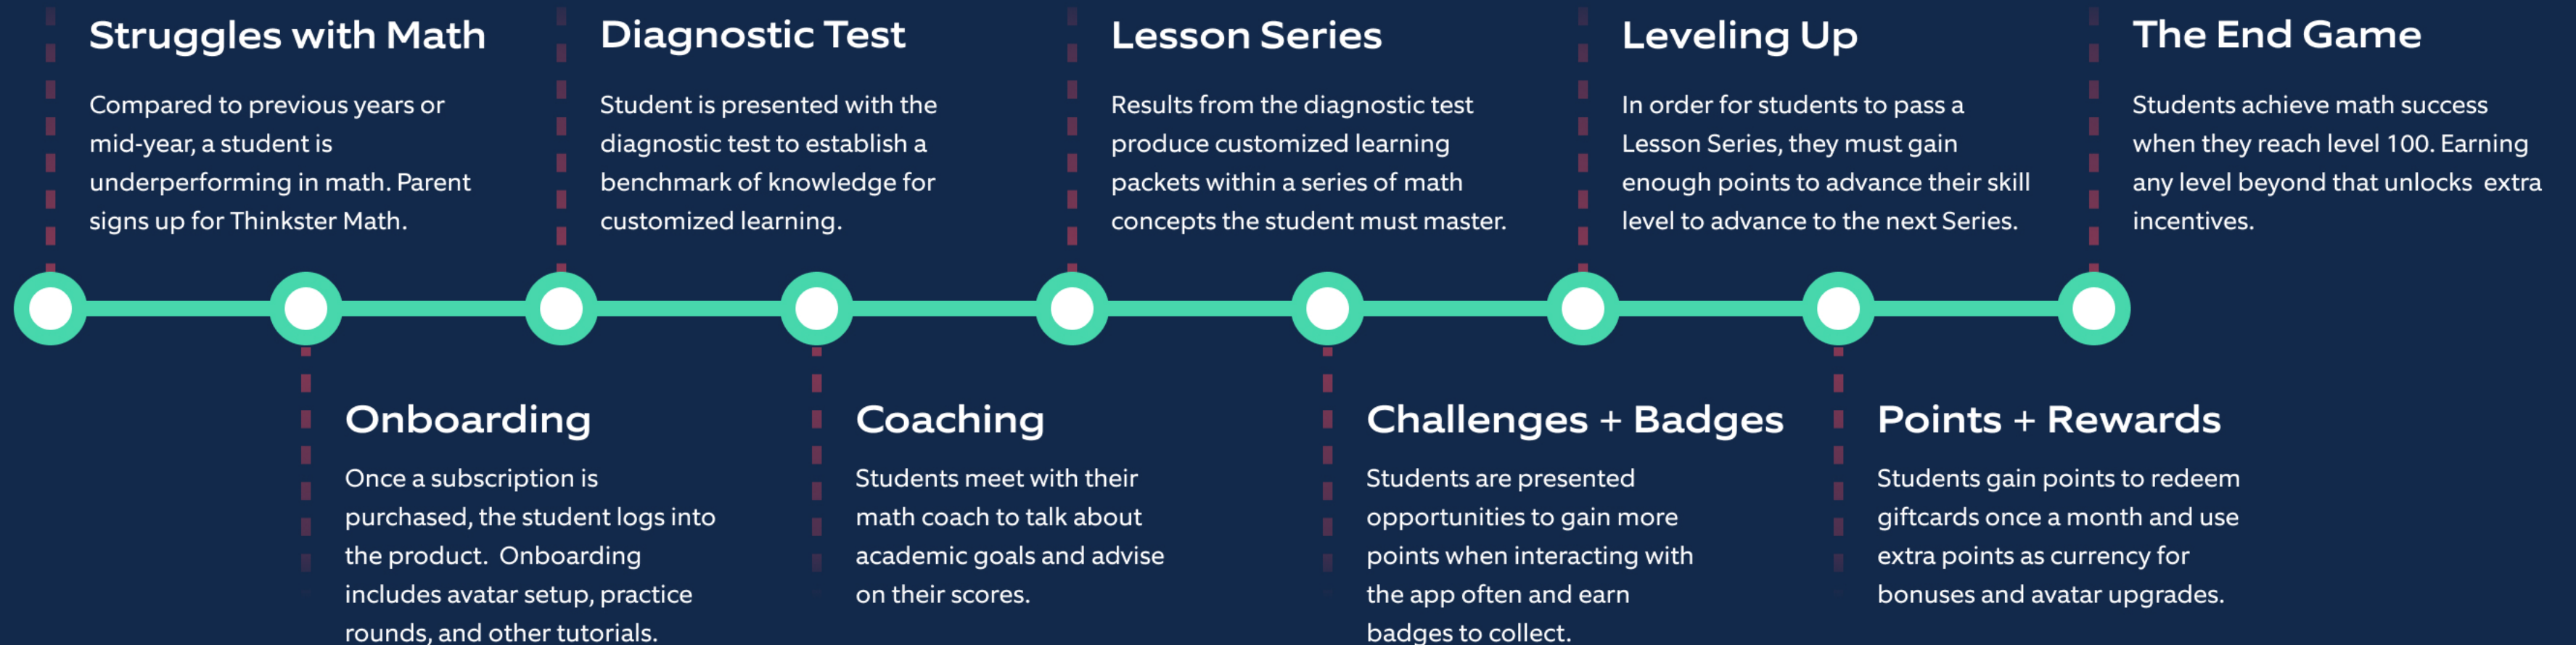 Struggles with Math
Compared to previous years or
mid-year, a student is
underperforming in math. Parent
signs up for Thinkster Math.
Onboarding
Once a subscription is
purchased, the student logs into
the product.  Onboarding
includes avatar setup, practice
rounds, and other tutorials.
Diagnostic Test
Student is presented with the
diagnostic test to establish a
benchmark of knowledge for
customized learning.
Coaching
Students meet with their
math coach to talk about
academic goals and advise
on their scores.
Lesson Series
Results from the diagnostic test
produce customized learning
packets within a series of math
concepts the student must master.
Challenges + Badges
Students are presented
opportunities to gain more
points when interacting with
the app often and earn
badges to collect.
Leveling Up
In order for students to pass a
Lesson Series, they must gain
enough points to advance their skill
level to advance to the next Series.
Points + Rewards
Students gain points to redeem
giftcards once a month and use
extra points as currency for
bonuses and avatar upgrades.
The End Game
Students achieve math success
when they reach level 100. Earning
any level beyond that unlocks  extra
incentives.